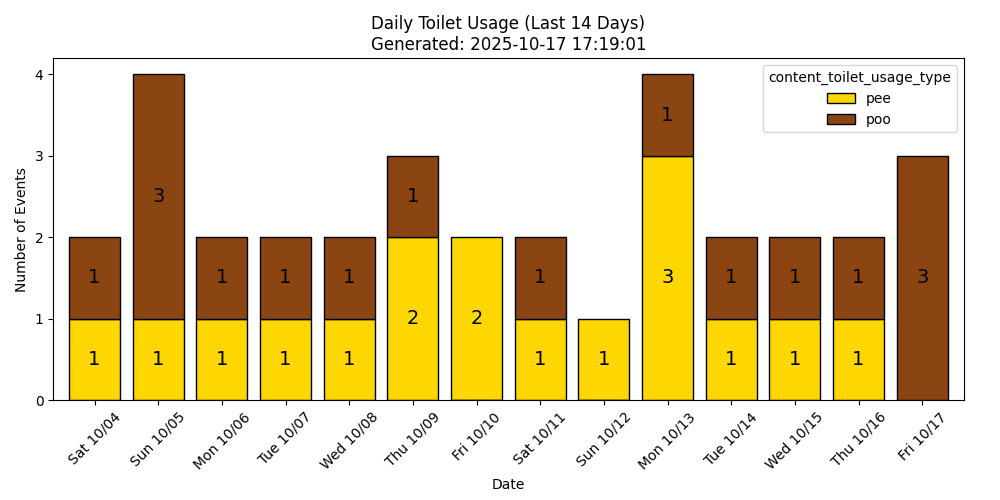 Daily Toilet Usage (Last 14 Days)
Generated: 2025-10-17 17:19:01
content_toilet_usage_type
pee
poo
Number of Events
4
3
2
1
0
1 3 1 1 1 1 1 1 1 1 1 3
1 1 1 1 1 2 2 1 1 3 1 1 1
Sat 10/04 Sun 10/05 Mon 10/06 Tue 10/07 Wed 10/08 Thu 10/09 Fri 10/10 Sat 10/11 Sun 10/12 Mon 10/13 Tue 10/14 Wed 10/15 Thu 10/16 Fri 10/17
Date